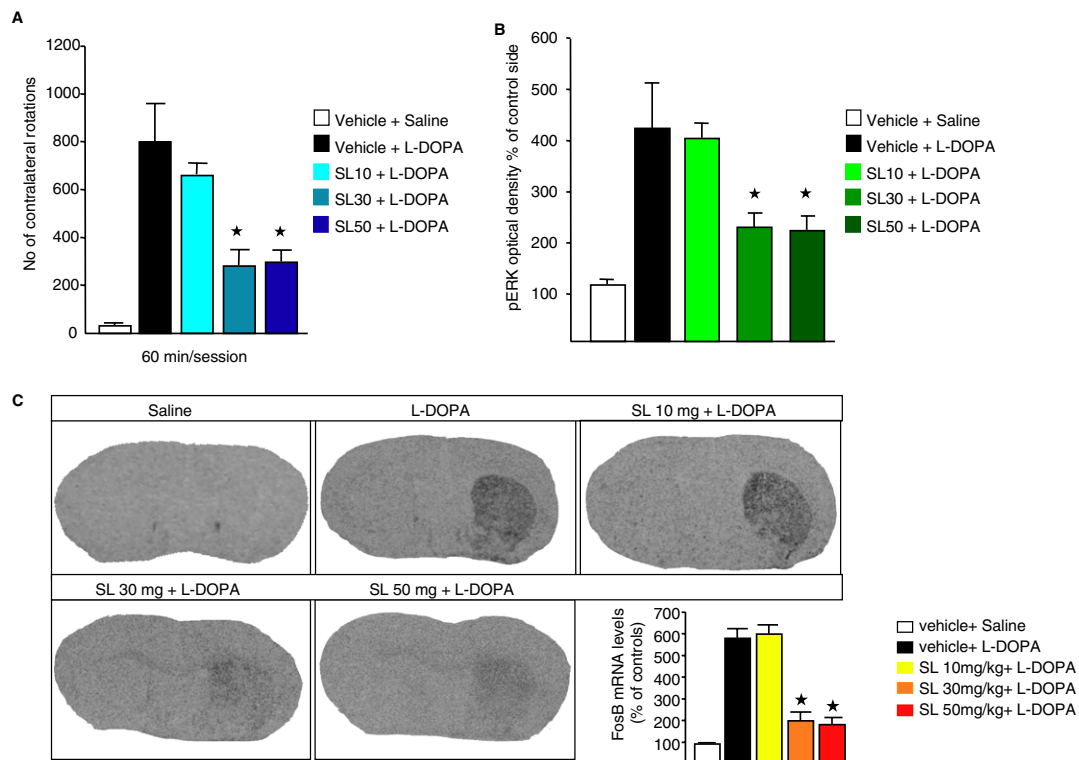 A
1200
1000
800
600
400
200
0
No of contralateral rotations
60 min/session
Vehicle + Saline
Vehicle + L-DOPA
SL10 + L-DOPA
SL30 + L-DOPA
SL50 + L-DOPA
B
600
500
400
300
200
100
pERK optical density % of control side
Vehicle + Saline
Vehicle + L-DOPA
SL10 + L-DOPA
SL30 + L-DOPA
SL50 + L-DOPA
C
Saline
L-DOPA
SL 10 mg + L-DOPA
SL 30 mg + L-DOPA
SL 50 mg + L-DOPA
FosB mRNA levels
(% of controls)
700
600
500
400
300
200
100
vehicle+ Saline
vehicle+ L-DOPA
SL 10mg/kg+ L-DOPA
SL 30mg/kg+ L-DOPA
SL 50mg/kg+ L-DOPA